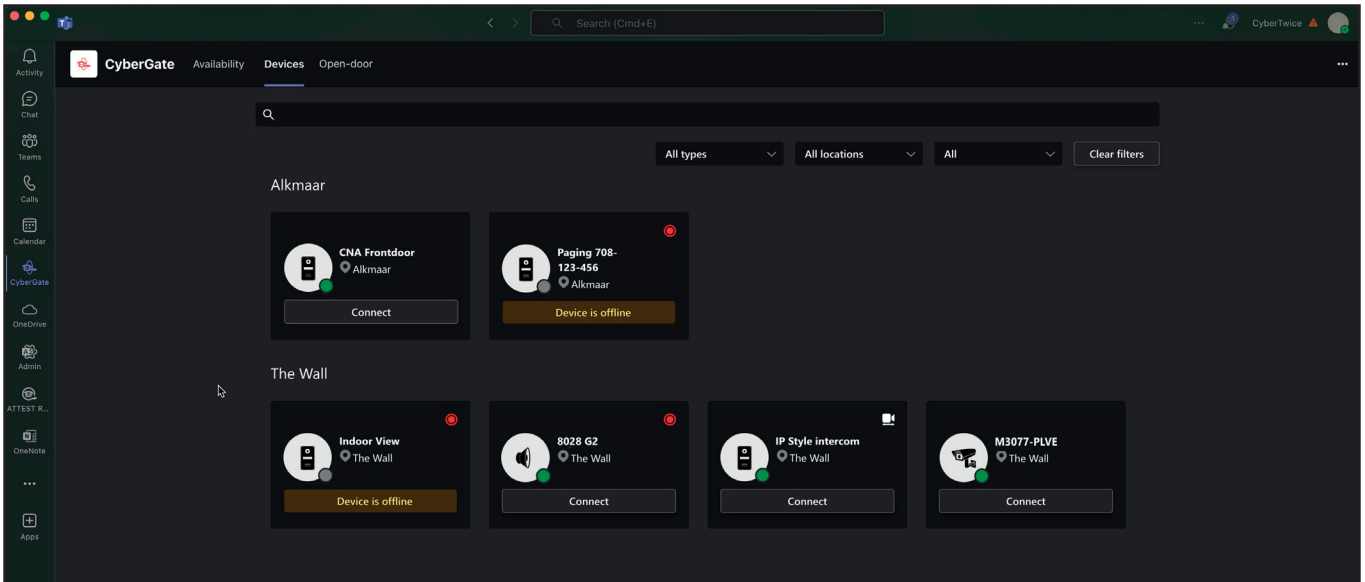 Search (Cmd+E)
CyberTwice
Activity
Chat
Teams
Calls
Calendar
CyberGate
OneDrive
Admin
ATTEST R...
OneNote
Apps
CyberGate
Availability
Devices
Open-door
All types
All locations
All
Clear filters
Alkmaar
CNA Frontdoor
Alkmaar
Connect
Paging 708-
123-456
Alkmaar
Device is offline
The Wall
Indoor View
The Wall
Device is offline
8028 G2
The Wall
Connect
IP Style intercom
The Wall
Connect
M3077-PLVE
The Wall
Connect